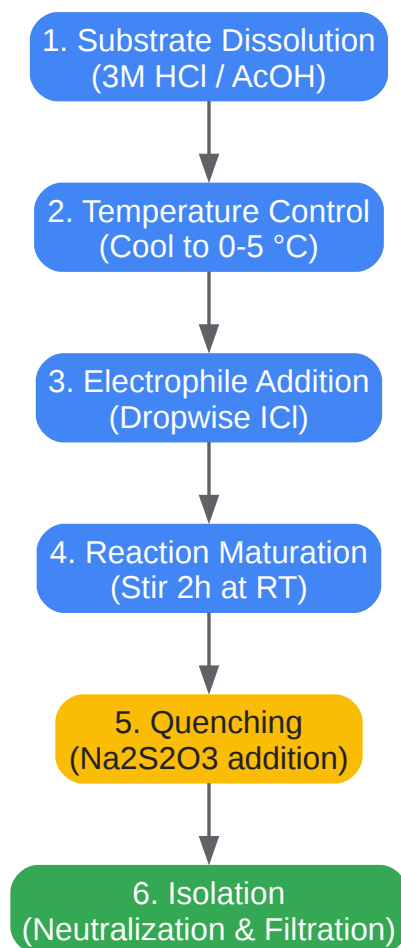 1. Substrate Dissolution
(3M HCl / AcOH)
2. Temperature Control
(Cool to 0-5 °C)
3. Electrophile Addition
(Dropwise ICl)
4. Reaction Maturation
(Stir 2h at RT)
5. Quenching
(Na2S2O3 addition)
6. Isolation
(Neutralization & Filtration)